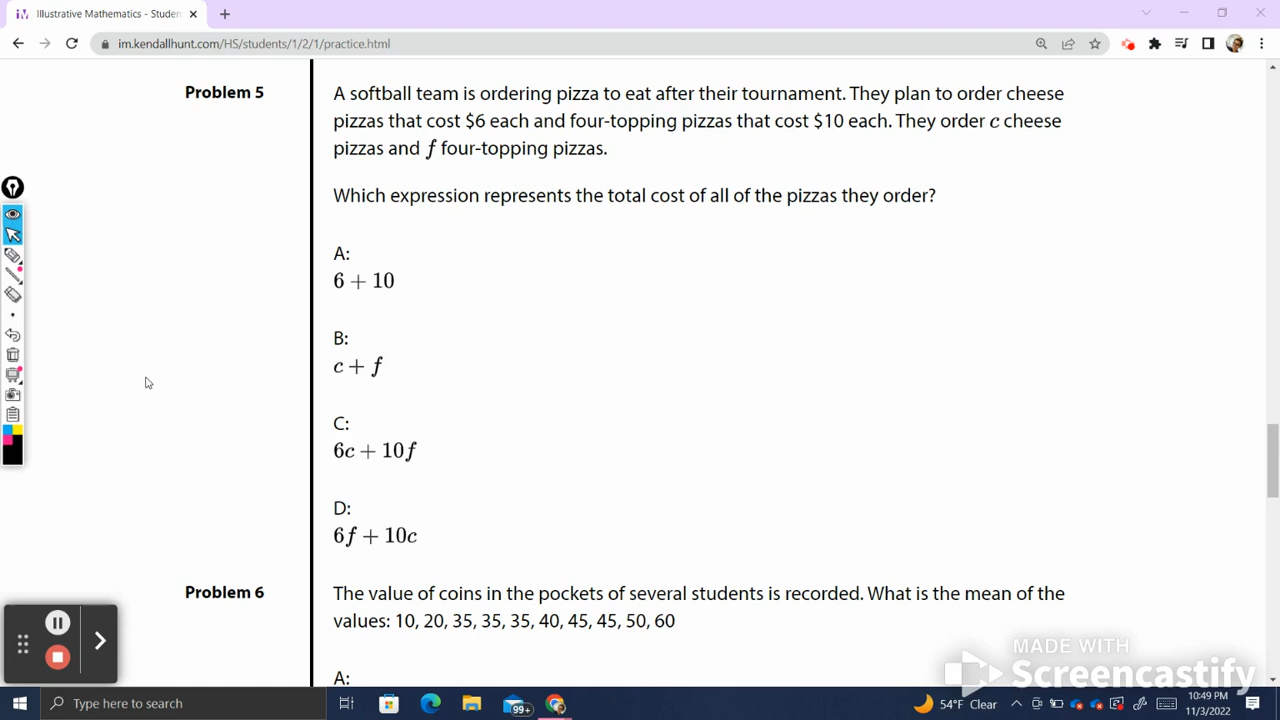 Illustrative Mathematics - Studen
im.kendallhunt.com/HS/students/1/2/1/practice.html
Problem 5
A softball team is ordering pizza to eat after their tournament. They plan to order cheese
pizzas that cost $6 each and four-topping pizzas that cost $10 each. They order c cheese
pizzas and f four-topping pizzas.
Which expression represents the total cost of all of the pizzas they order?
A:
6 + 10
B:
c + f
C:
6c + 10f
D:
6f + 10c
Problem 6
The value of coins in the pockets of several students is recorded. What is the mean of the
values: 10, 20, 35, 35, 35, 40, 45, 45, 50, 60
A:
MADE WITH
Screencastify
Type here to search
99+
54°F Clear
10:49 PM
11/3/2022